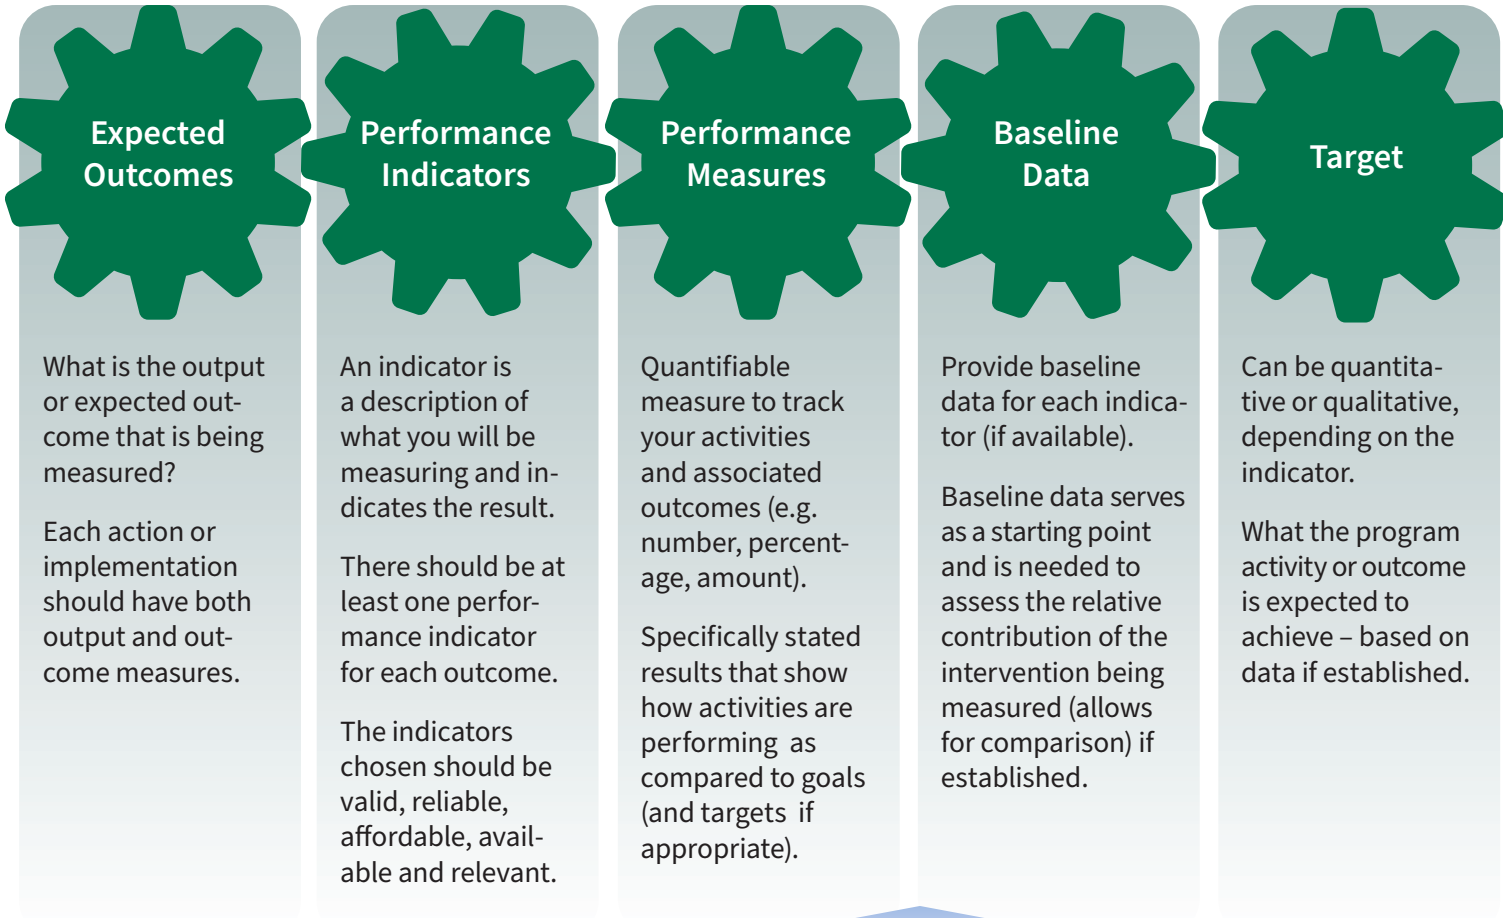 Expected
Outcomes
What is the output
or expected out-
come that is being
measured?
Each action or
implementation
should have both
output and out-
come measures.
Performance
Indicators
An indicator is
a description of
what you will be
measuring and in-
dicates the result.
There should be at
least one perfor-
mance indicator
for each outcome.
The indicators
chosen should be
valid, reliable,
affordable, avail-
able and relevant.
Performance
Measures
Quantifiable
measure to track
your activities
and associated
outcomes (e.g.
number, percent-
age, amount).
Specifically stated
results that show
how activities are
performing  as
compared to goals
(and targets  if
appropriate).
Baseline
Data
Provide baseline
data for each indica-
tor (if available).
Baseline data serves
as a starting point
and is needed to
assess the relative
contribution of the
intervention being
measured (allows
for comparison) if
established.
Target
Can be quantita-
tive or qualitative,
depending on the
indicator.
What the program
activity or outcome
is expected to
achieve – based on
data if established.